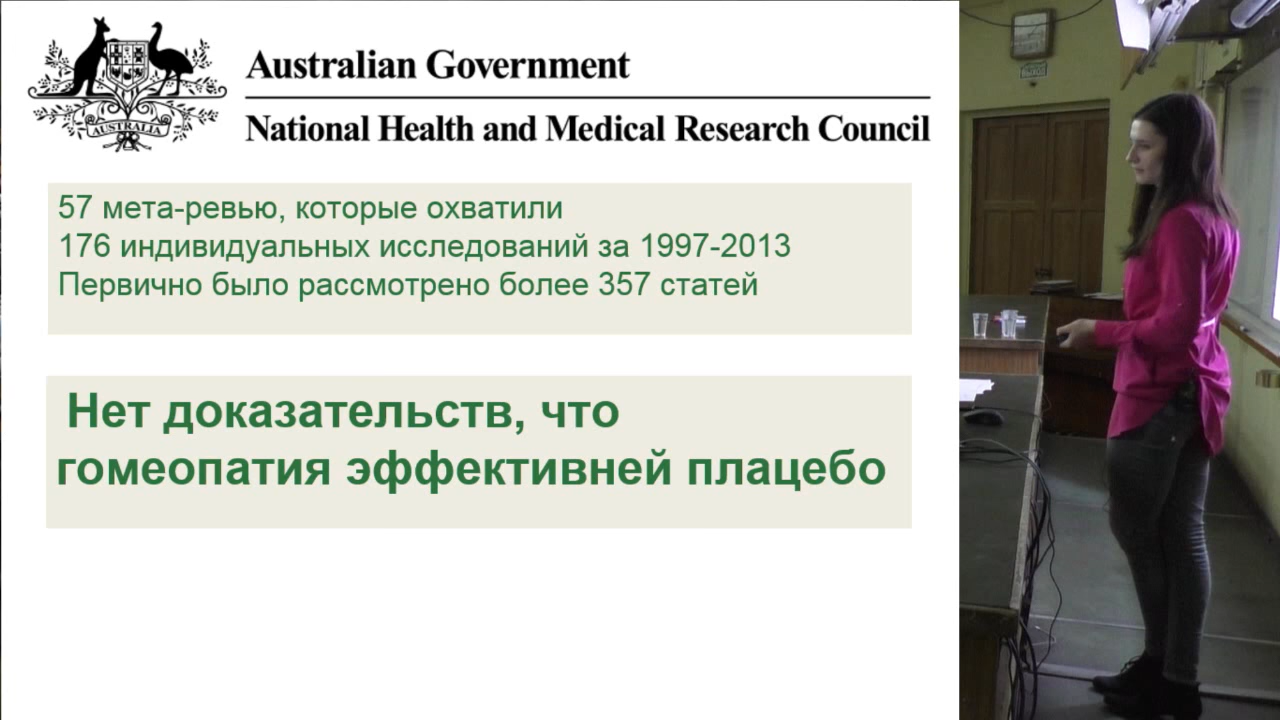 AUSTRALIA
Australian Government
National Health and Medical Research Council
57 мета-ревью, которые охватили
176 индивидуальных исследований за 1997-2013
Первично было рассмотрено более 357 статей
Нет доказательств, что
гомеопатия эффективней плацебо